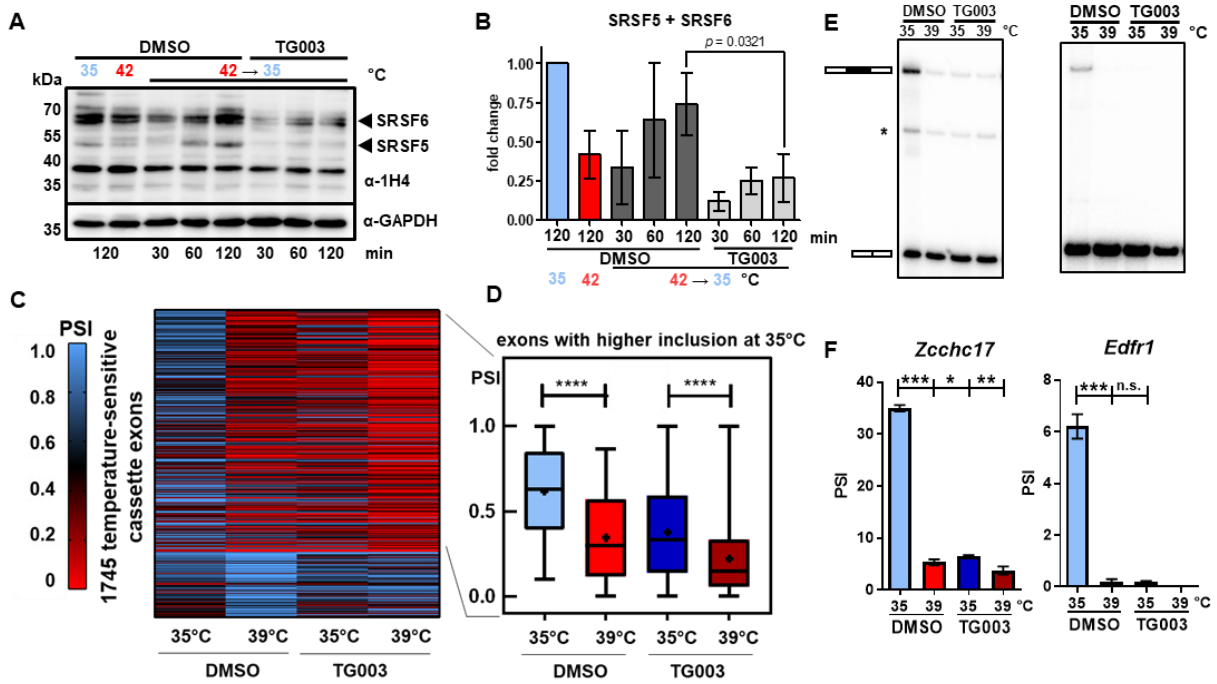 A
DMSO
TG003
35
42
42 → 35
°C
kDa
70
55
40
35
35
SRSF6
SRSF5
α-1H4
α-GAPDH
120
30
60
120
30
60
120
min
B
SRSF5 + SRSF6
p = 0.0321
fold change
1.00
0.75
0.50
0.25
0.00
120
120
30
60
120
30
60
120
min
DMSO
TG003
35
42
42 → 35
°C
E
DMSO
TG003
35
39
35
39
°C
*
DMSO
TG003
35
39
35
39
°C
C
PSI
1.0
0.8
0.6
0.4
0.2
0
1745 temperature-sensitive
cassette exons
35°C
39°C
35°C
39°C
DMSO
TG003
D
exons with higher inclusion at 35°C
PSI
1.0
0.5
0.0
****
****
35°C
39°C
35°C
39°C
DMSO
TG003
F
Zcchc17
PSI
40
30
20
10
0
***
*
**
35
39
35
39
°C
DMSO
TG003
Edfr1
PSI
8
6
4
2
0
***
n.s.
35
39
35
39
°C
DMSO
TG003